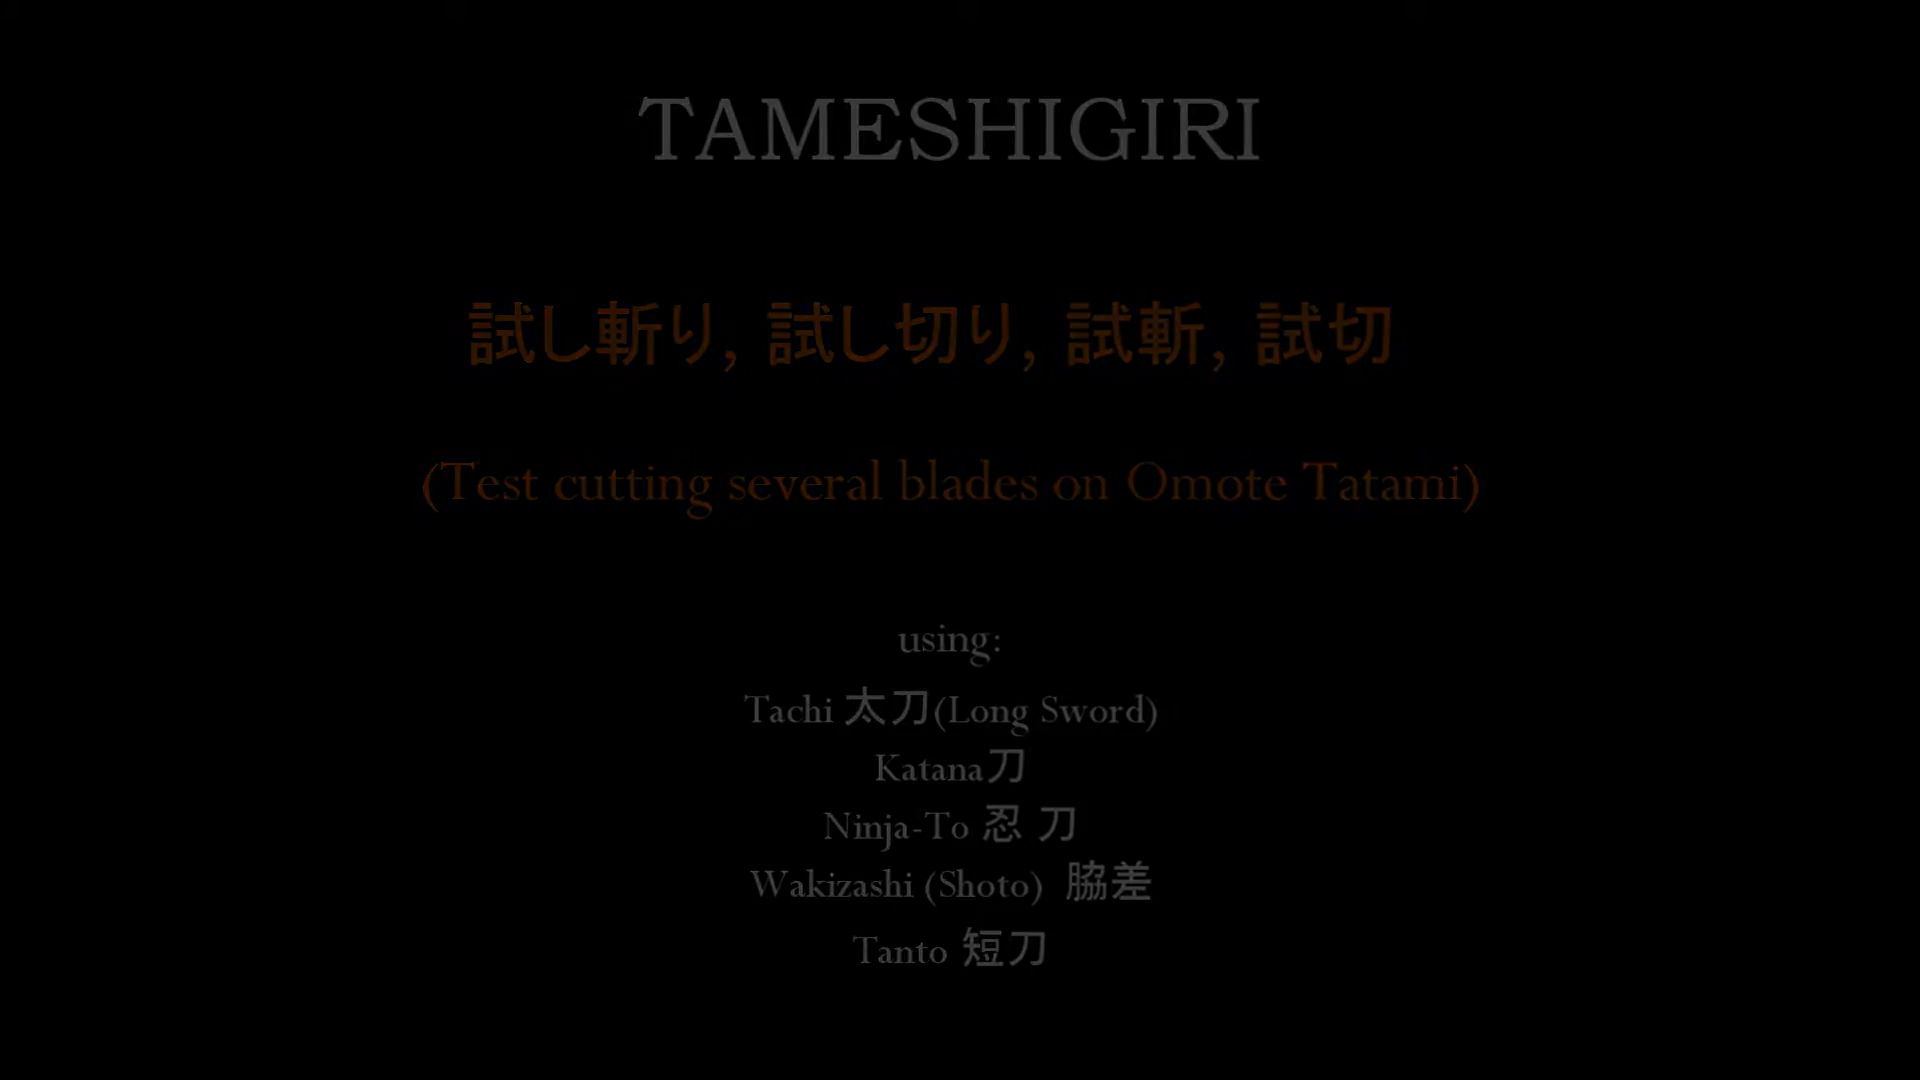 TAMESHIGIRI
試し斬り, 試し切り, 試斬, 試切
(Test cutting several blades on Omote Tatami)
using:
Tachi 太刀(Long Sword)
Katana刀
Ninja-To 忍 刀
Wakizashi (Shoto) 脇差
Tanto 短刀